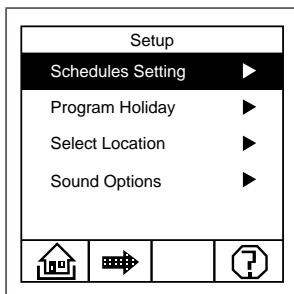 Setup
Schedules Setting
Program Holiday
Select Location
Sound Options
?